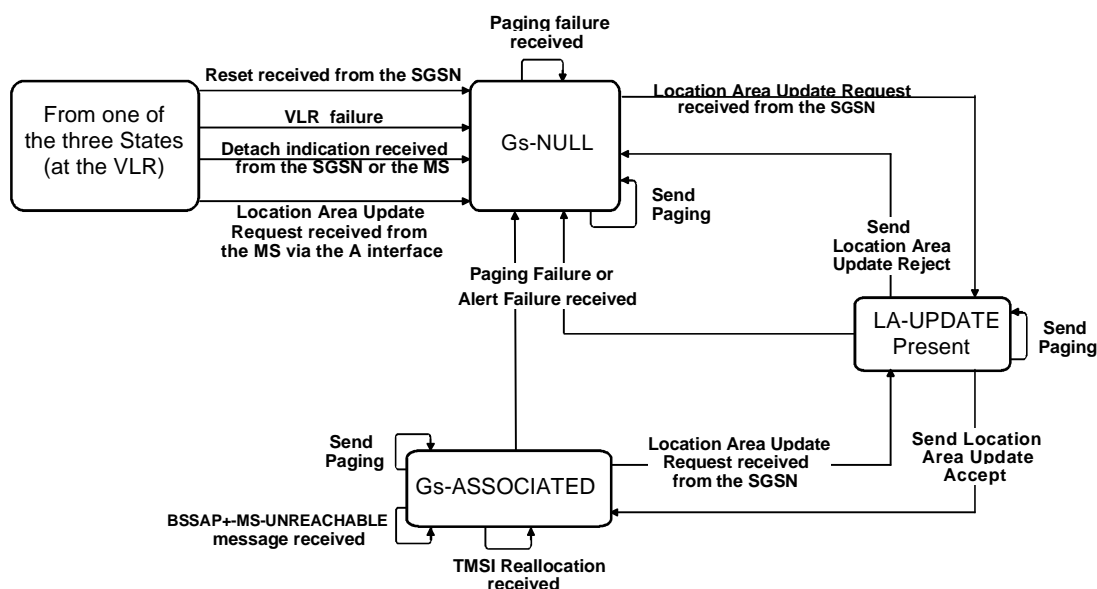 Paging failure
received
Reset received from the SGSN
Location Area Update Request
received from the SGSN
From one of
the three States
(at the VLR)
VLR failure
Gs-NULL
Detach indication received
from the SGSN or the MS
Send
Paging
Location Area Update
Request received from
the MS via the A interface
Send
Location Area
Update Reject
Paging Failure or
Alert Failure received
LA-UPDATE
Present
Send
Paging
Send
Paging
Location Area Update
Request received
from the SGSN
Send Location
Area Update
Accept
Gs-ASSOCIATED
BSSAP+-MS-UNREACHABLE
message received
TMSI Reallocation
received